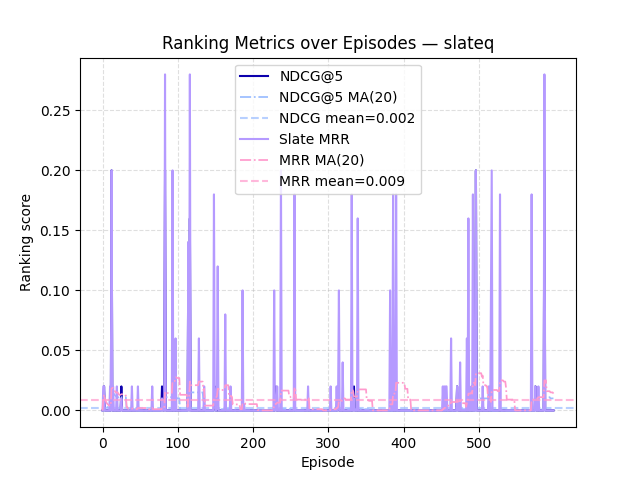 Ranking Metrics over Episodes — slateq
NDCG@5
NDCG@5 MA(20)
NDCG mean=0.002
Slate MRR
MRR MA(20)
MRR mean=0.009
Ranking score
0.25
0.20
0.15
0.10
0.05
0.00
0 100 200 300 400 500
Episode